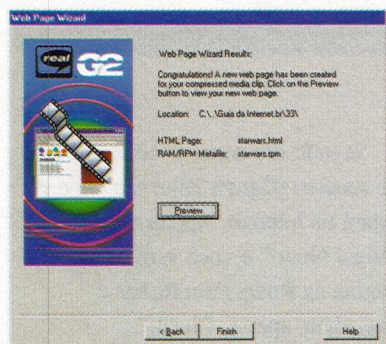 Web Page Wizard
real G2
Web Page Wizard Results:
Congratulations! A new web page has been created
for your compressed media clip. Click on the Preview
button to view your new web page.
Location: C:\..\Guia da Internet.br\33\
HTML Page: starwars.html
RAM/RPM Metafile: starwars.rpm
Preview
< Back Finish Help